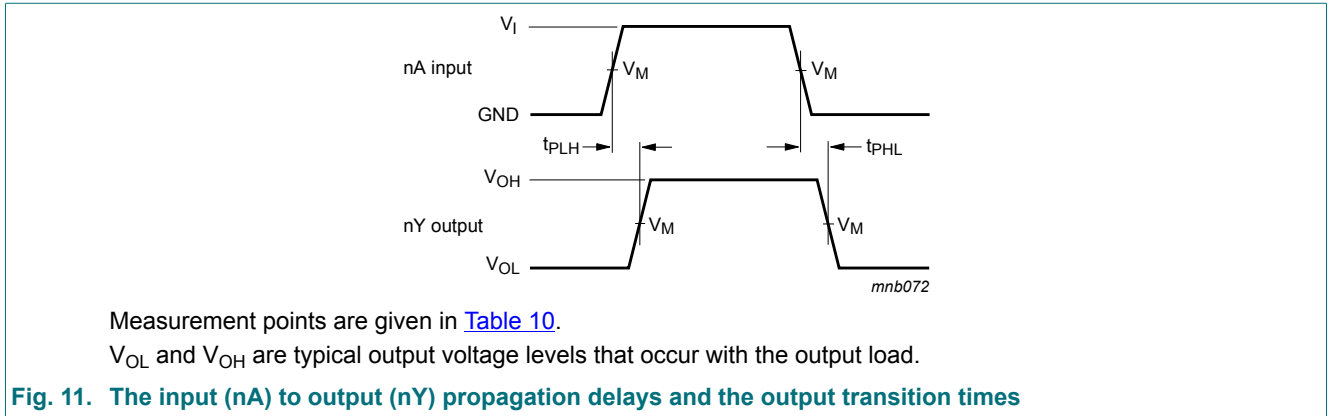 VI
nA input
VM
VM
GND
tPLH
tPHL
VOH
nY output
VM
VM
VOL
mnb072
Measurement points are given in Table 10.
VOL and VOH are typical output voltage levels that occur with the output load.
Fig. 11. The input (nA) to output (nY) propagation delays and the output transition times